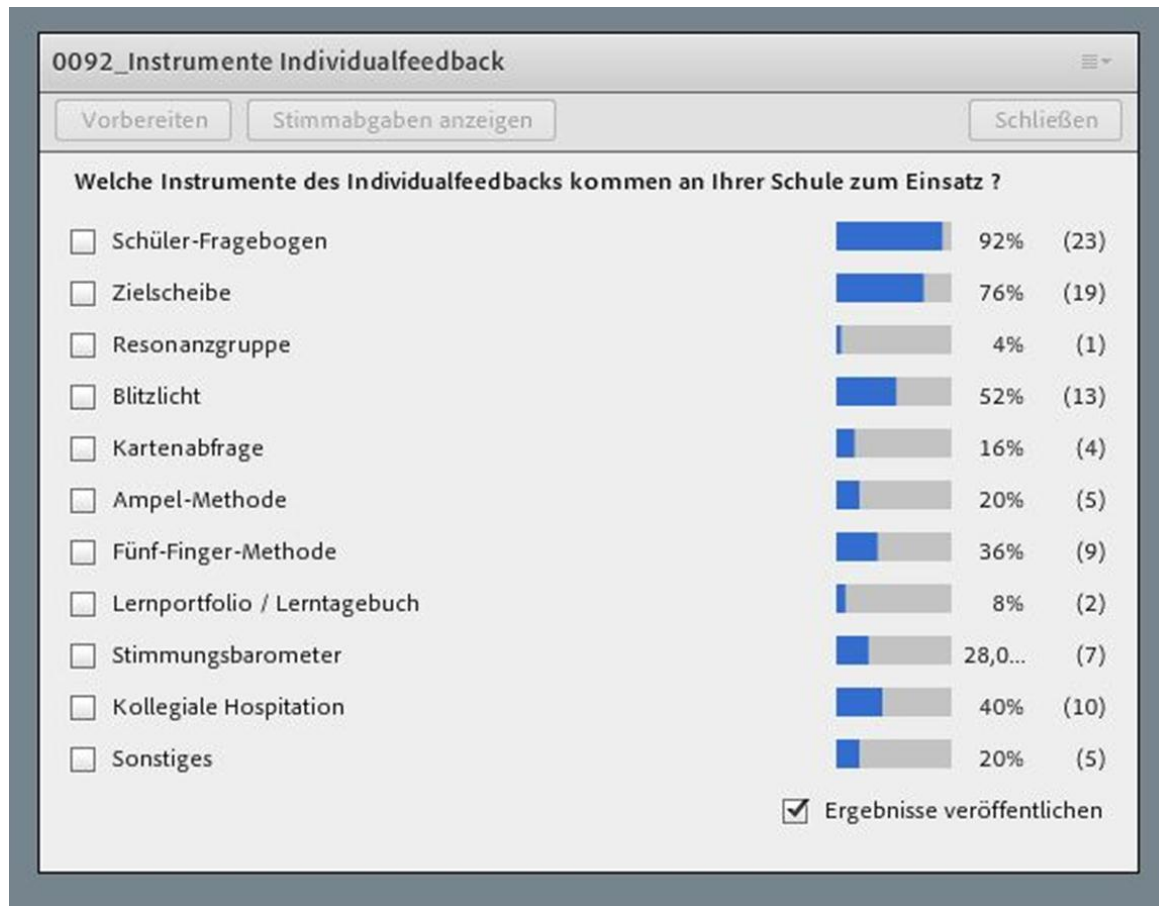 0092_Instrumente Individualfeedback
Vorbereiten Stimmabgaben anzeigen Schließen
Welche Instrumente des Individualfeedbacks kommen an Ihrer Schule zum Einsatz ?
Schüler-Fragebogen 92% (23)
Zielscheibe 76% (19)
Resonanzgruppe 4% (1)
Blitzlicht 52% (13)
Kartenabfrage 16% (4)
Ampel-Methode 20% (5)
Fünf-Finger-Methode 36% (9)
Lernportfolio / Lerntagebuch 8% (2)
Stimmungsbarometer 28,0... (7)
Kollegiale Hospitation 40% (10)
Sonstiges 20% (5)
Ergebnisse veröffentlichen